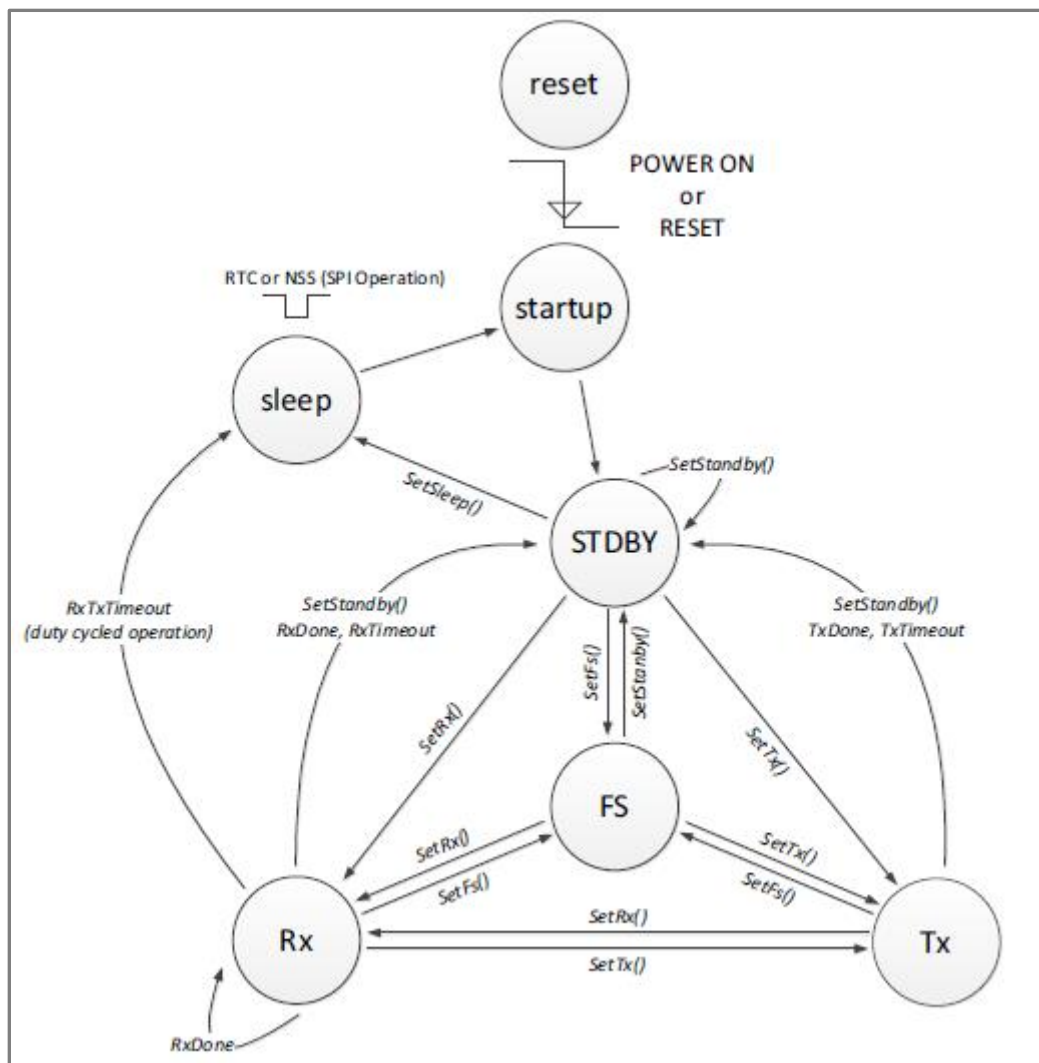 reset
POWER ON
or
RESET
RTC or NSS (SPI Operation)
startup
sleep
SetStandby()
SetSleep()
STDBY
RxTxTimeout
(duty cycled operation)
SetStandby()
RxDone, RxTimeout
SetStandby()
TxDone, TxTimeout
SetFs()
SetStanby()
SetRx()
SetTx()
FS
SetRx()
SetFs()
SetTx()
SetFs()
Rx
SetRx()
SetTx()
Tx
RxDone